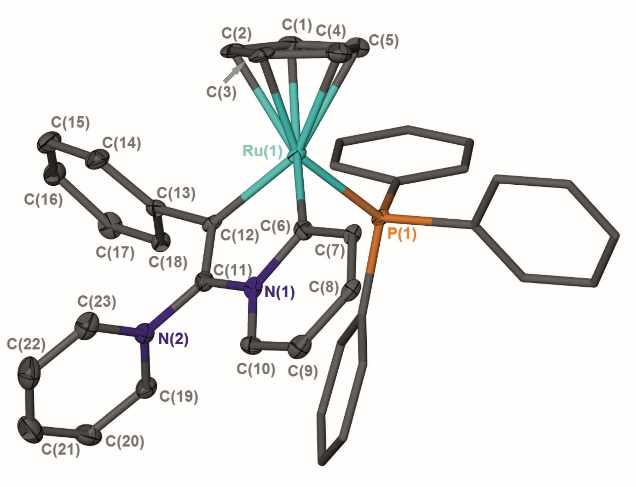 C(1)
C(2)
C(4)
C(5)
C(3)
C(15)
C(14)
Ru(1)
C(13)
C(16)
C(12)
C(6)
C(7)
P(1)
C(17)
C(18)
C(11)
N(1)
C(8)
C(23)
N(2)
C(22)
C(10)
C(9)
C(19)
C(21)
C(20)